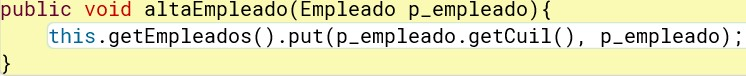 public void altaEmpleado(Empleado p_empleado){
    this.getEmpleados().put(p_empleado.getCuil(), p_empleado);
}